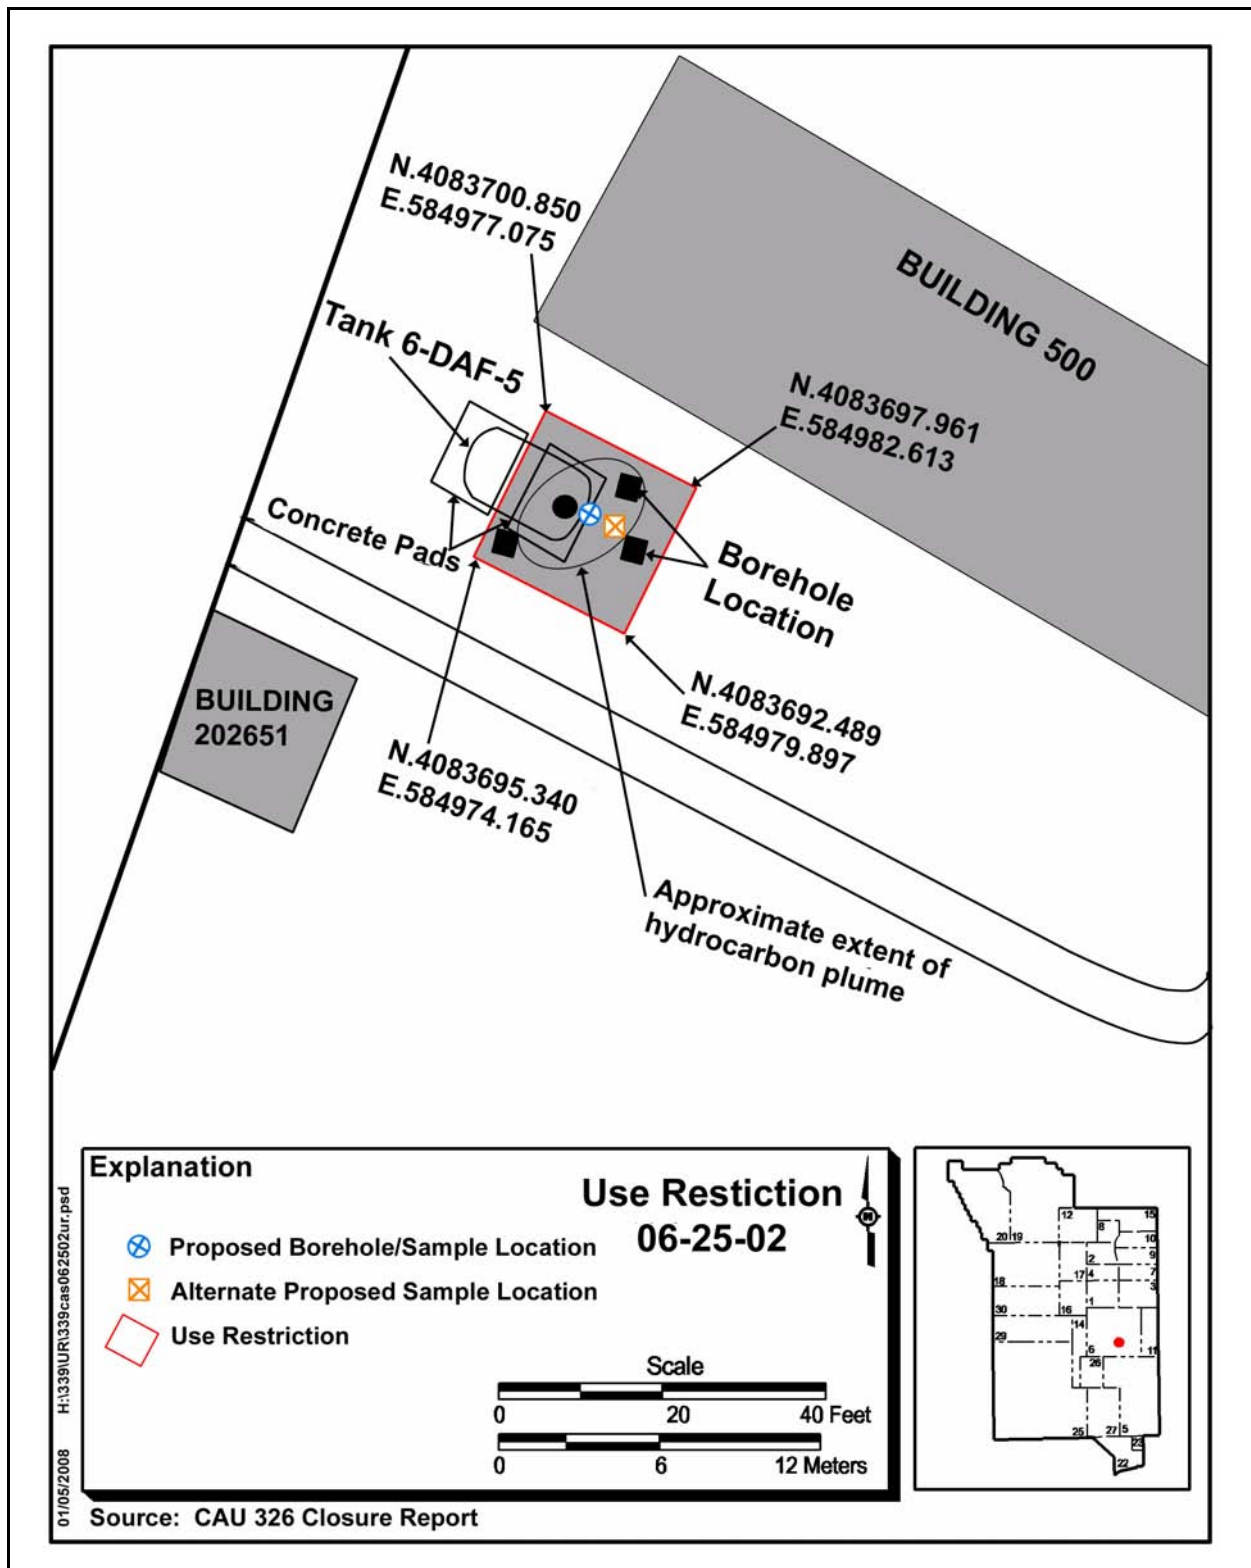 N.4083700.850
E.584977.075
BUILDING 500
Tank 6-DAF-5
N.4083697.961
E.584982.613
Concrete Pads
Borehole
Location
BUILDING
202651
N.4083692.489
E.584979.897
N.4083695.340
E.584974.165
Approximate extent of
hydrocarbon plume
Explanation
Use Restiction
06-25-02
N
Proposed Borehole/Sample Location
Alternate Proposed Sample Location
Use Restriction
Scale
0 20 40 Feet
0 6 12 Meters
12 15
8
20 19 10
2 9
17 4 7
18 3
1
30 16
14
29
6 11
26
25 27 5
23
22
01/05/2008 H:\339\UR\339cas062502ur.psd
Source: CAU 326 Closure Report